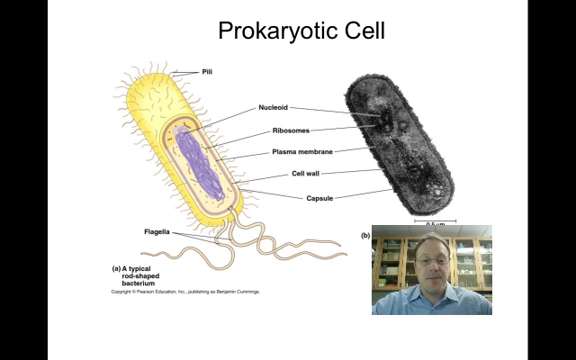 Prokaryotic Cell
Pili
Nucleoid
Ribosomes
Plasma membrane
Cell wall
Capsule
Flagella
(b)
(a) A typical
rod-shaped
bacterium
Copyright © Pearson Education, Inc., publishing as Benjamin Cummings.